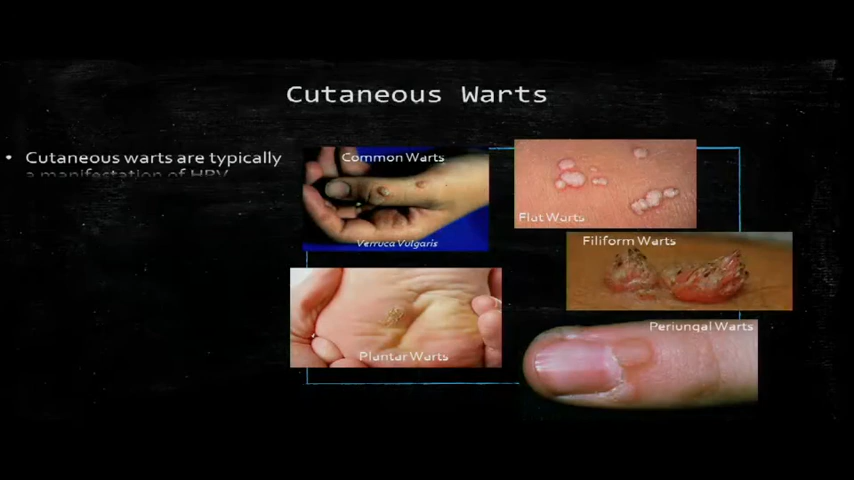 Cutaneous Warts
• Cutaneous warts are typically
a manifestation of HPV
Common Warts
Verruca Vulgaris
Flat Warts
Filiform Warts
Plantar Warts
Periungal Warts